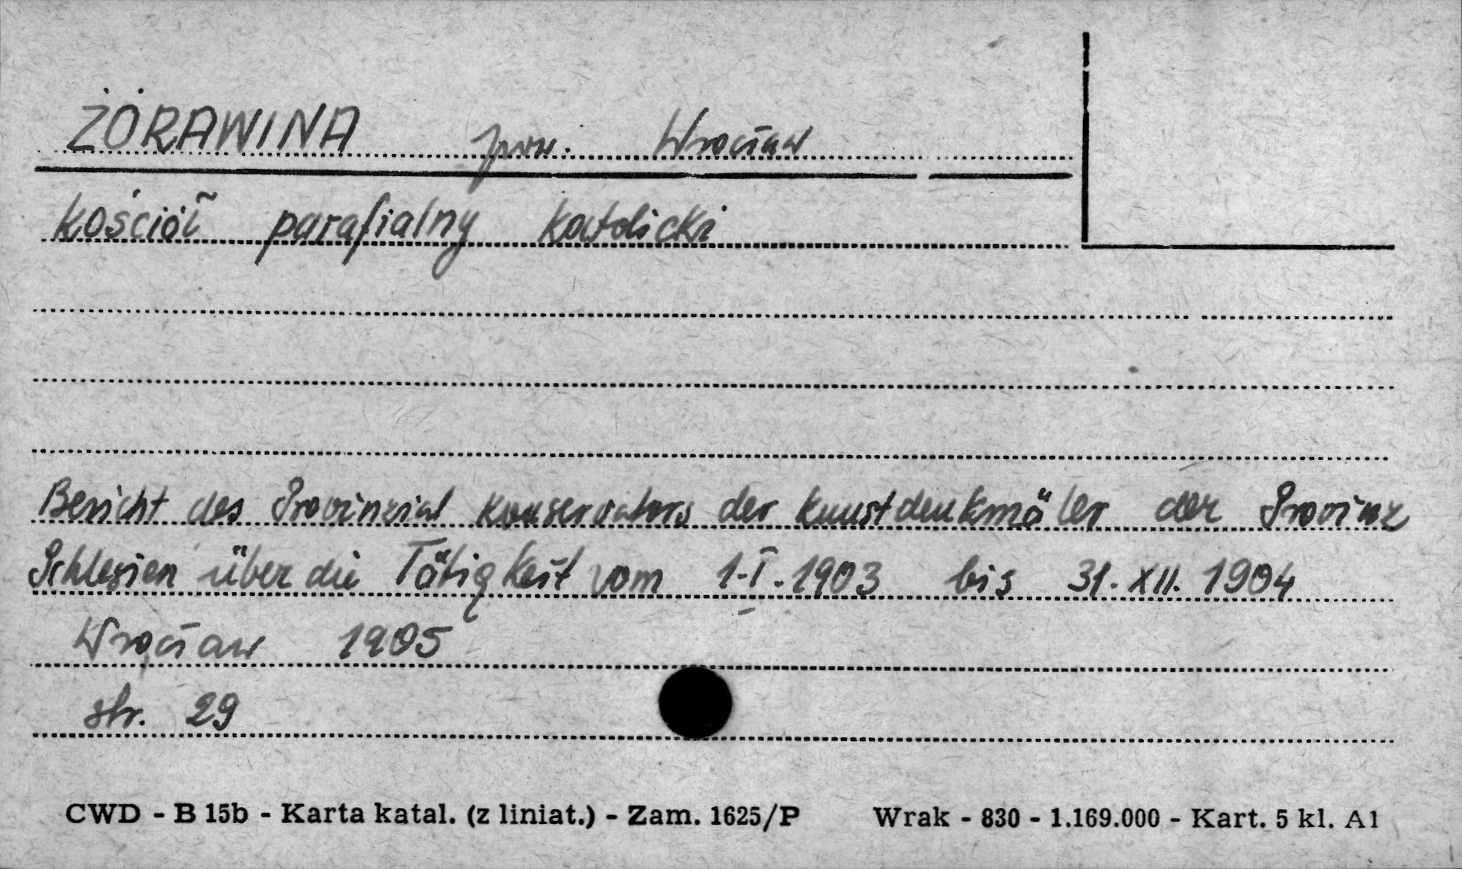 ŻÓRAWINA pow. Wrocław
kościół parafialny katolicki
Bericht des Provinzial Konservators der Kunstdenkmäler der Provinz
Schlesien über die Tätigkeit vom 1.I.1903 bis 31.XII.1904
Wrocław 1905
str. 29
CWD - B 15b - Karta katal. (z liniat.) - Zam. 1625/P Wrak - 830 - 1.169.000 - Kart. 5 kl. A1